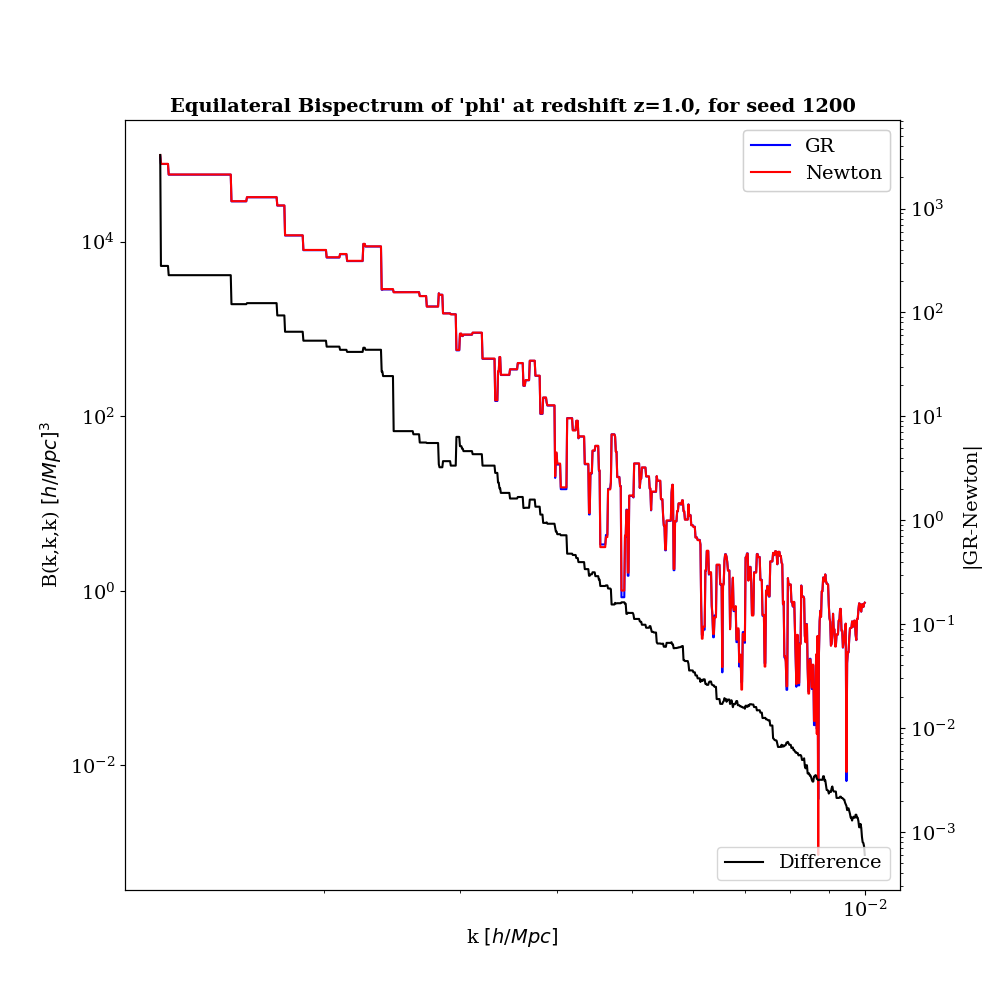 Equilateral Bispectrum of 'phi' at redshift z=1.0, for seed 1200
GR
Newton
10^4
10^2
10^0
10^-2
B(k,k,k) [h/Mpc]^3
10^3
10^2
10^1
10^0
10^-1
10^-2
10^-3
|GR-Newton|
Difference
10^-2
k [h/Mpc]